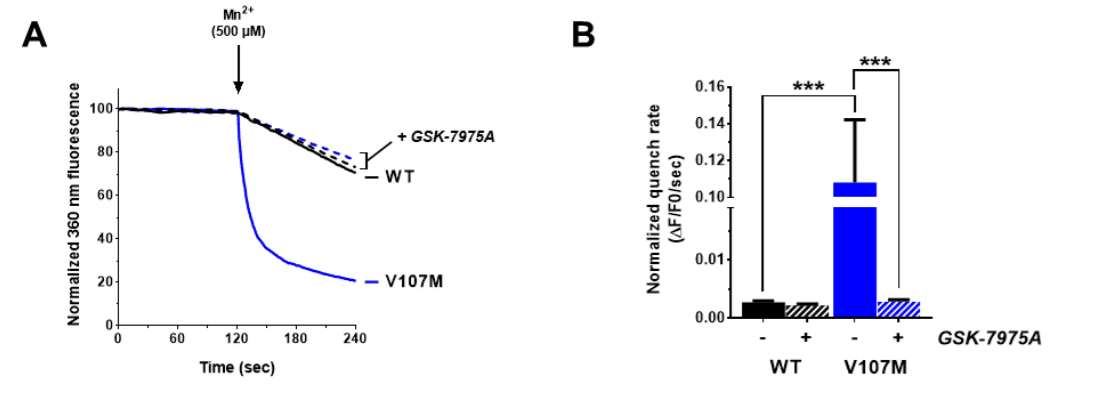 A
Mn²⁺
(500 µM)
Normalized 360 nm fluorescence
100
80
60
40
20
0
0 60 120 180 240
Time (sec)
+ GSK-7975A
WT
V107M
B
Normalized quench rate
(ΔF/F0/sec)
0.16
0.14
0.12
0.10
0.01
0.00
***
***
- + - + GSK-7975A
WT V107M